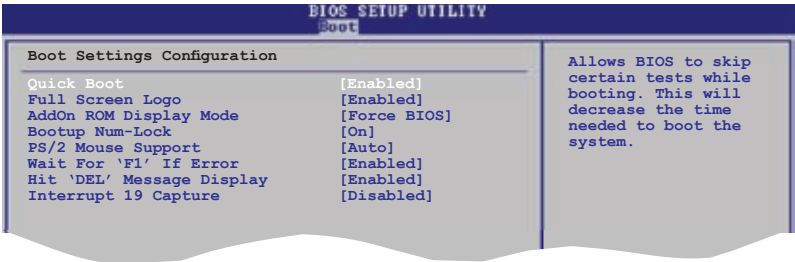 BIOS SETUP UTILITY
Boot
Boot Settings Configuration
Quick Boot [Enabled]
Full Screen Logo [Enabled]
AddOn ROM Display Mode [Force BIOS]
Bootup Num-Lock [On]
PS/2 Mouse Support [Auto]
Wait For ‘F1’ If Error [Enabled]
Hit ‘DEL’ Message Display [Enabled]
Interrupt 19 Capture [Disabled]
Allows BIOS to skip
certain tests while
booting. This will
decrease the time
needed to boot the
system.